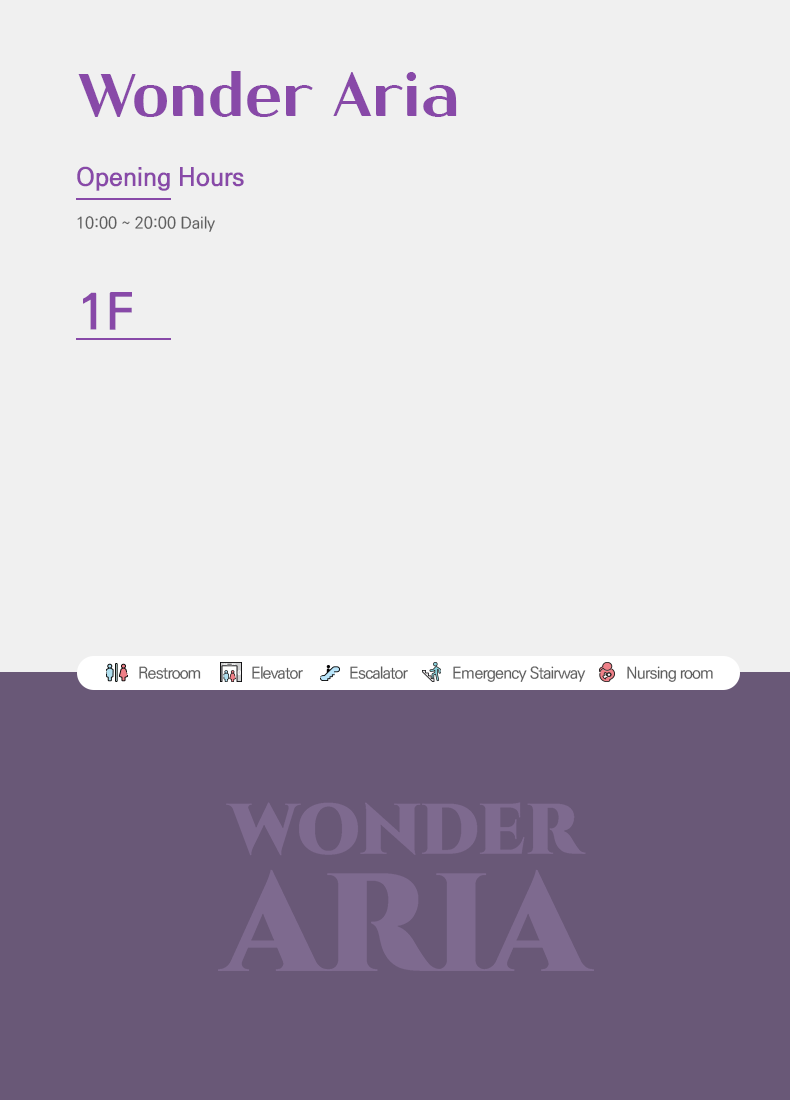 Wonder Aria
Opening Hours
10:00 ~ 20:00 Daily
1F
Restroom Elevator Escalator Emergency Stairway Nursing room
WONDER
ARIA